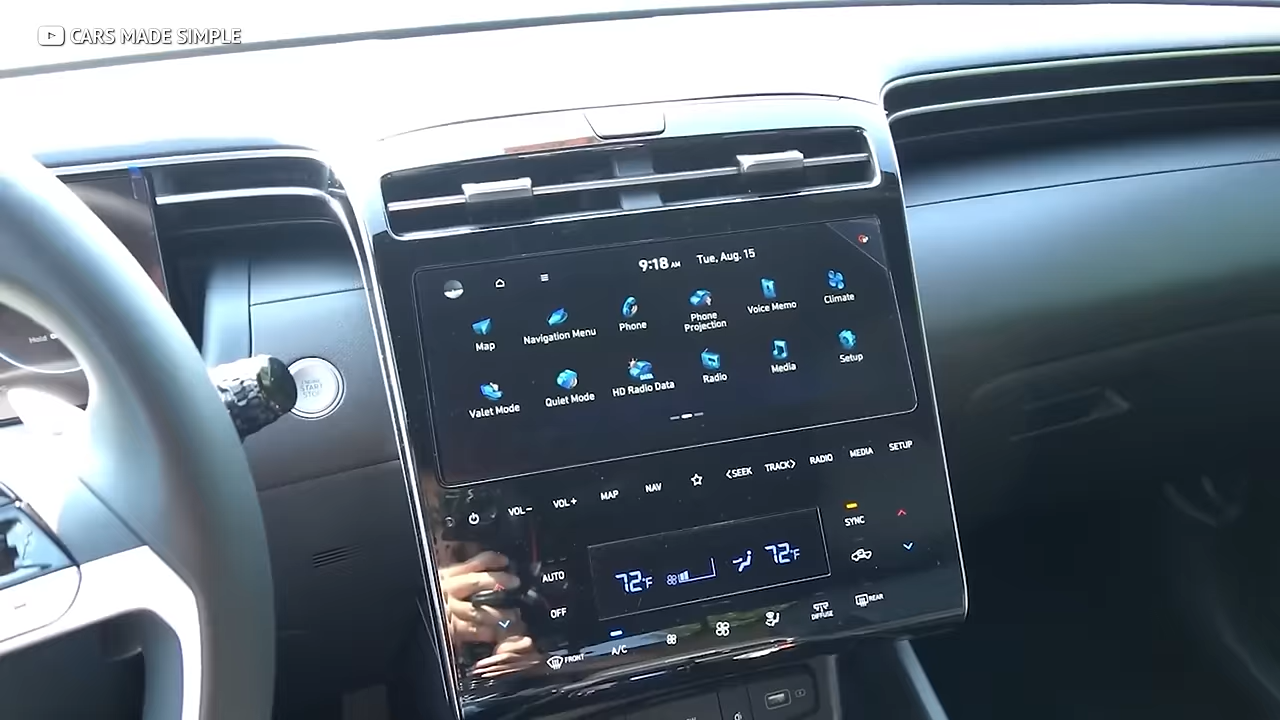 CARS MADE SIMPLE
9:18 AM Tue, Aug. 15
Map
Navigation Menu
Phone
Phone
Projection
Voice Memo
Climate
Valet Mode
Quiet Mode
HD Radio Data
Radio
Media
Setup
VOL-
VOL+
MAP
NAV
<SEEK
TRACK>
RADIO
MEDIA
SETUP
START
STOP
Hold
AUTO
72°F
72°F
SYNC
OFF
FRONT
A/C
DIFFUSE
REAR